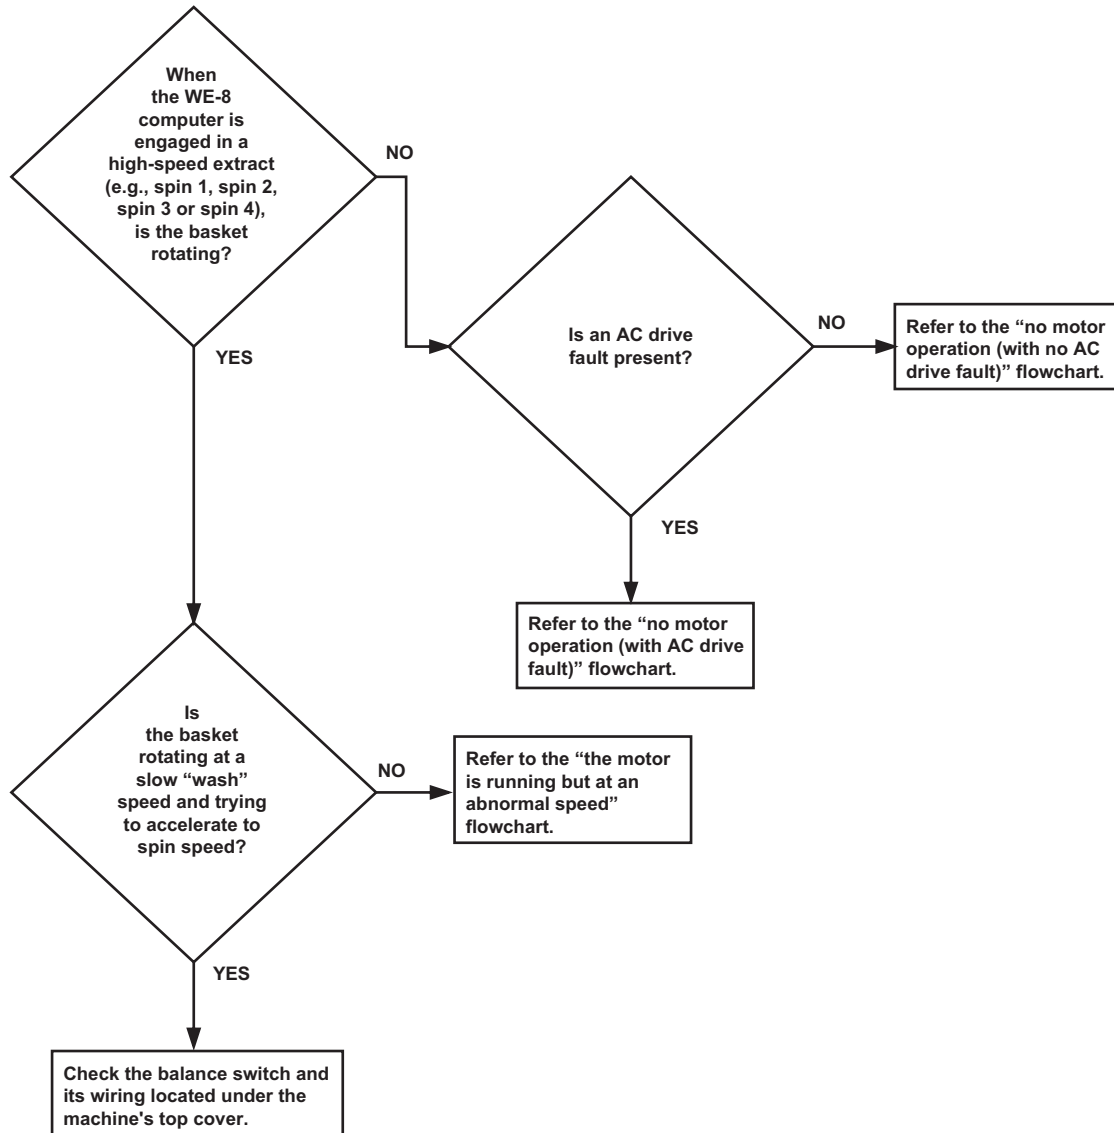 When
the WE-8
computer is
engaged in a
high-speed extract
(e.g., spin 1, spin 2,
spin 3 or spin 4),
is the basket
rotating?
NO
YES
Is an AC drive
fault present?
NO
Refer to the “no motor
operation (with no AC
drive fault)” flowchart.
YES
Refer to the “no motor
operation (with AC drive
fault)” flowchart.
Is
the basket
rotating at a
slow “wash”
speed and trying
to accelerate to
spin speed?
NO
Refer to the “the motor
is running but at an
abnormal speed”
flowchart.
YES
Check the balance switch and
its wiring located under the
machine's top cover.